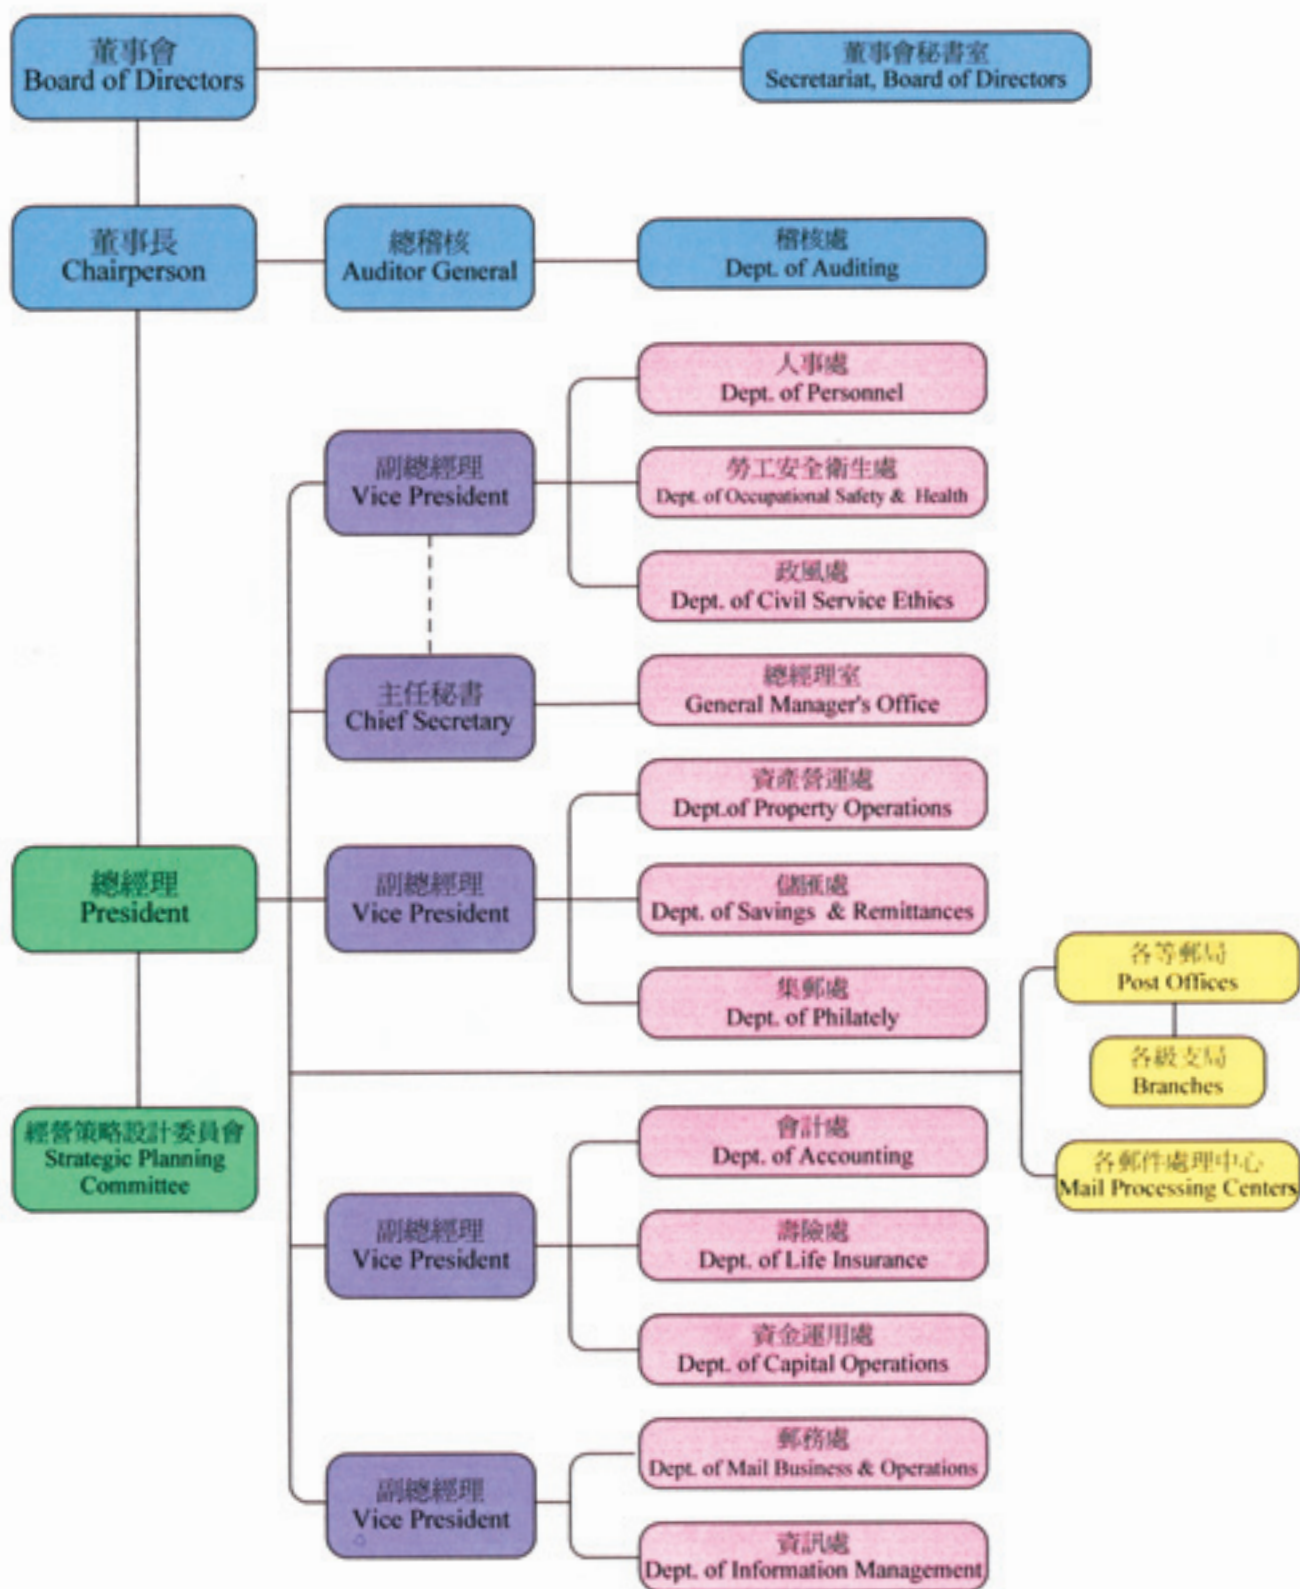 董事會
Board of Directors
董事會秘書室
Secretariat, Board of Directors
董事長
Chairperson
總稽核
Auditor General
稽核處
Dept. of Auditing
人事處
Dept. of Personnel
副總經理
Vice President
勞工安全衛生處
Dept. of Occupational Safety & Health
政風處
Dept. of Civil Service Ethics
主任秘書
Chief Secretary
總經理室
General Manager's Office
資產營運處
Dept.of Property Operations
總經理
President
副總經理
Vice President
儲匯處
Dept. of Savings & Remittances
集郵處
Dept. of Philately
各等郵局
Post Offices
各級支局
Branches
各郵件處理中心
Mail Processing Centers
經營策略設計委員會
Strategic Planning
Committee
會計處
Dept. of Accounting
副總經理
Vice President
壽險處
Dept. of Life Insurance
資金運用處
Dept. of Capital Operations
副總經理
Vice President
郵務處
Dept. of Mail Business & Operations
資訊處
Dept. of Information Management